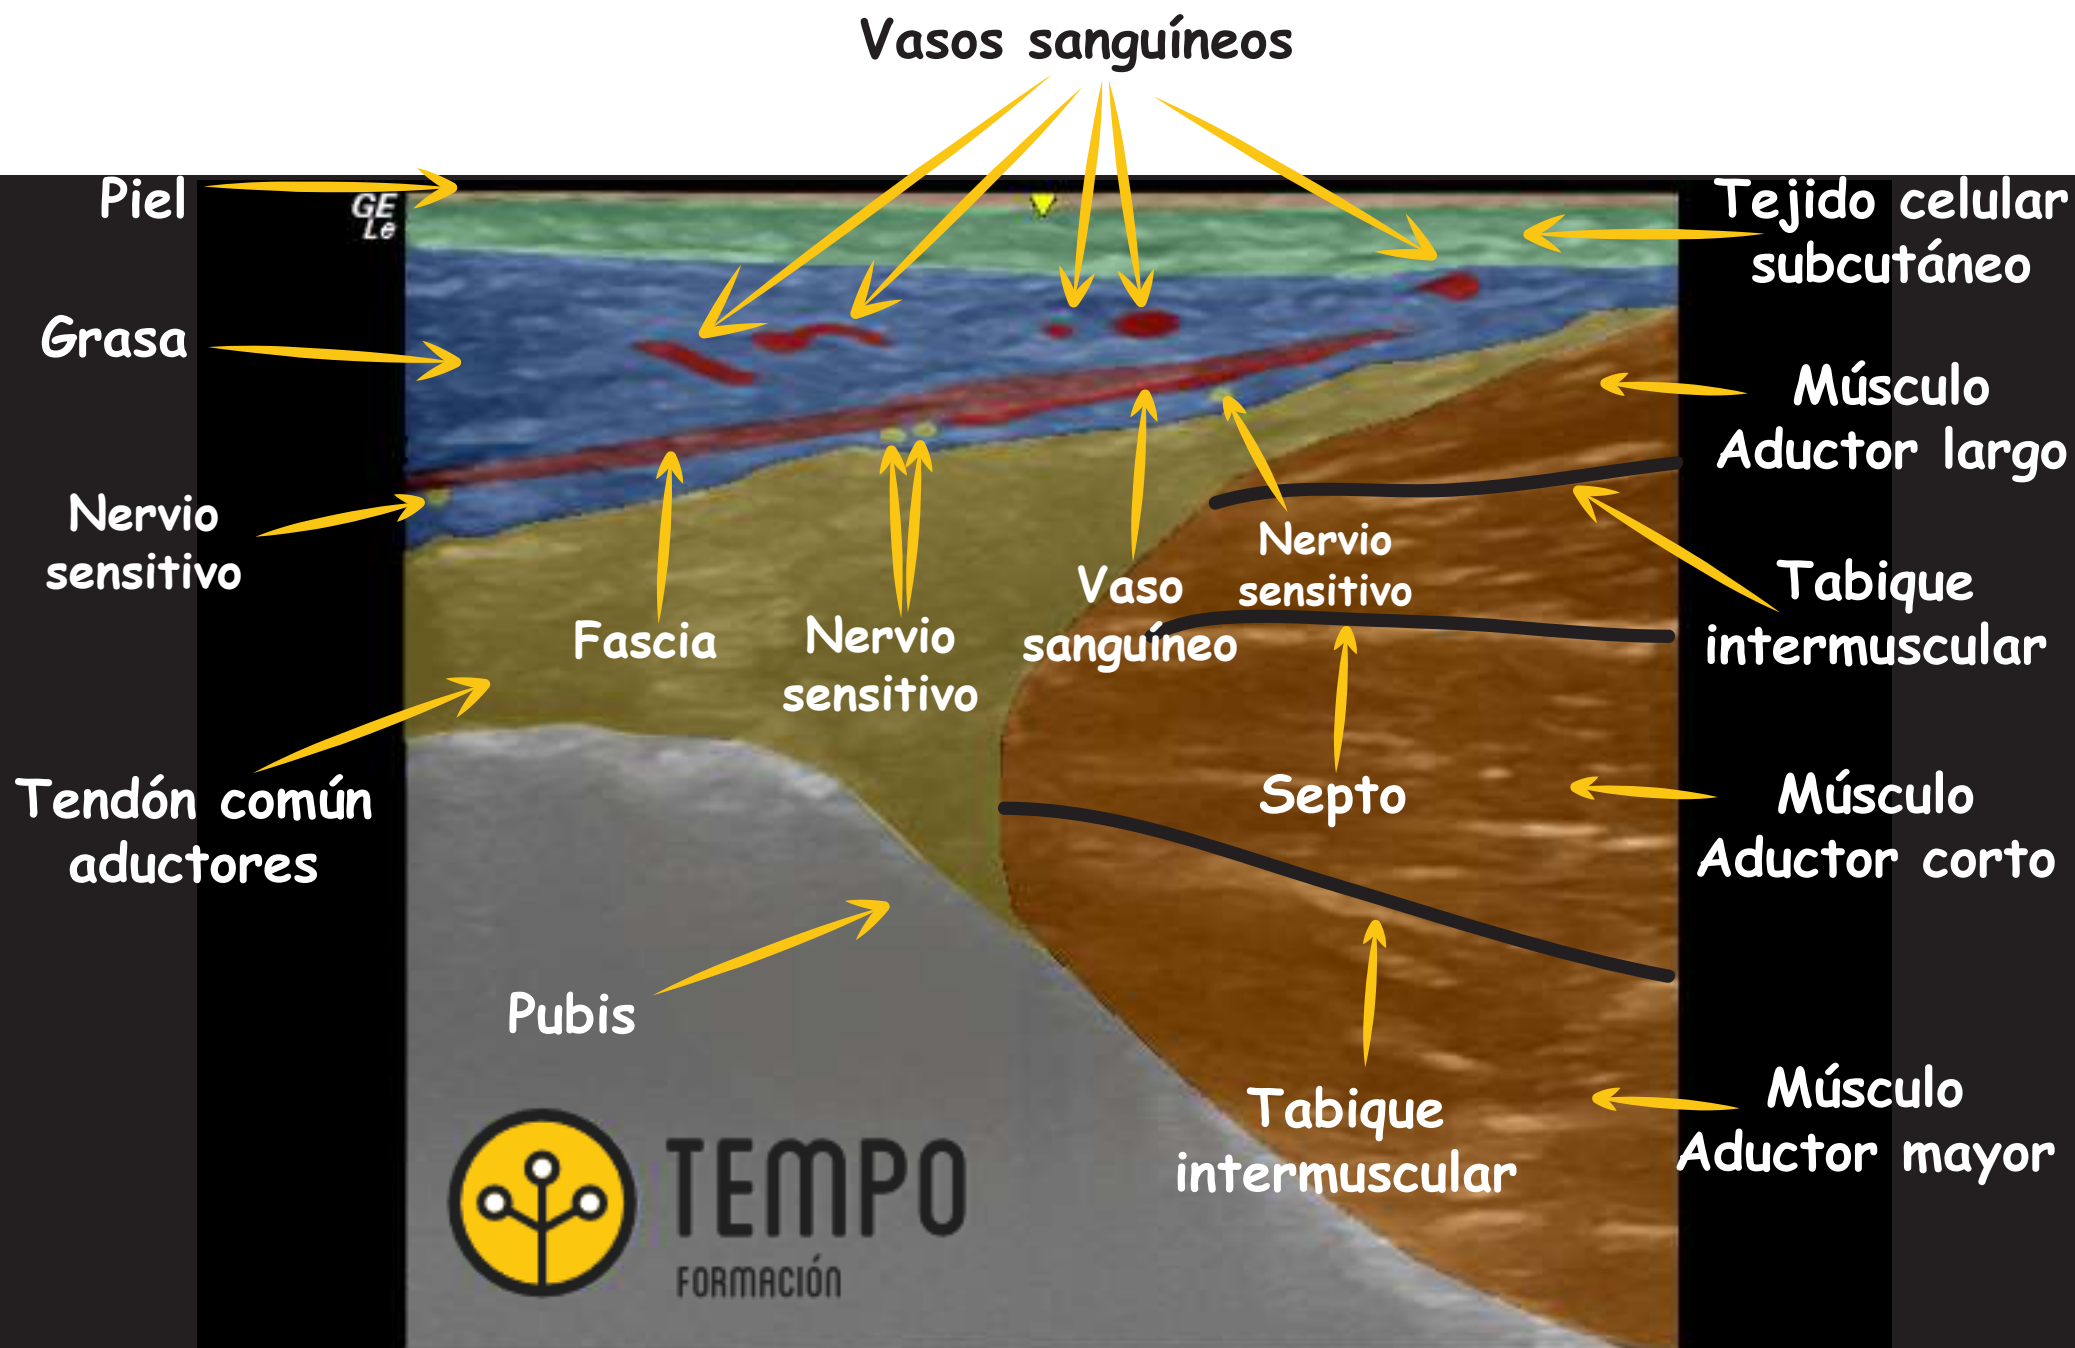 Vasos sanguíneos
Piel
GE
Le
Tejido celular
subcutáneo
Grasa
Músculo
Aductor largo
Nervio
sensitivo
Nervio
sensitivo
Vaso
sanguíneo
Tabique
intermuscular
Fascia
Nervio
sensitivo
Septo
Tendón común
aductores
Músculo
Aductor corto
Pubis
Tabique
intermuscular
Músculo
Aductor mayor
TEMPO
FORMACIÓN